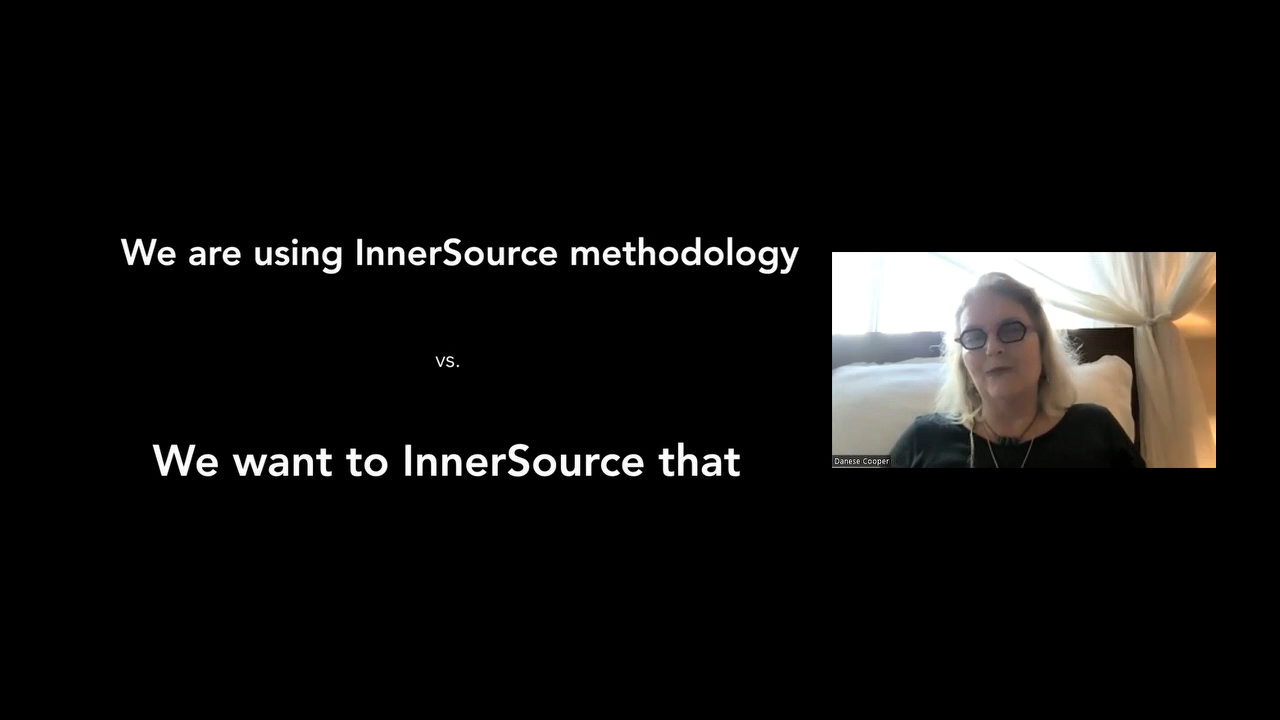 We are using InnerSource methodology
vs.
We want to InnerSource that
Danese Cooper